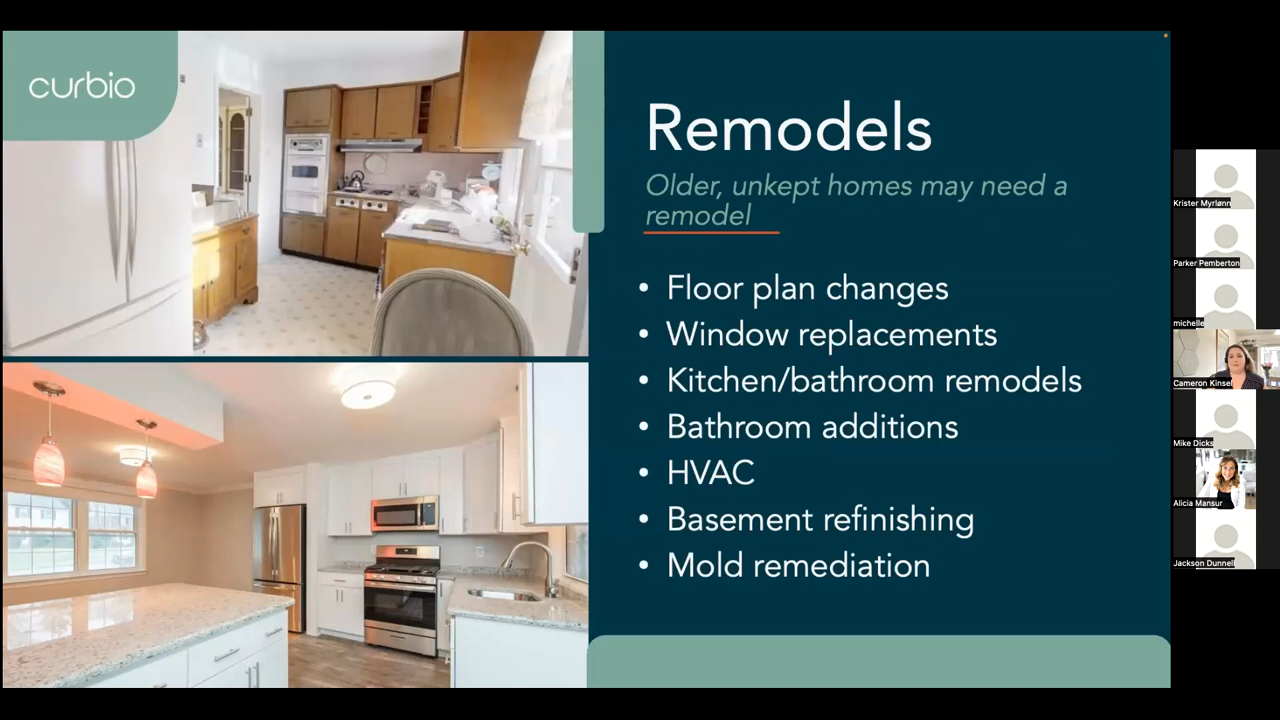 curbio
Remodels
Older, unkept homes may need a
remodel
• Floor plan changes
• Window replacements
• Kitchen/bathroom remodels
• Bathroom additions
• HVAC
• Basement refinishing
• Mold remediation
Krister Myrlønn
Parker Pemberton
michelle
Cameron Kinsel
Mike Dicks
Alicia Mansur
Jackson Dunnell